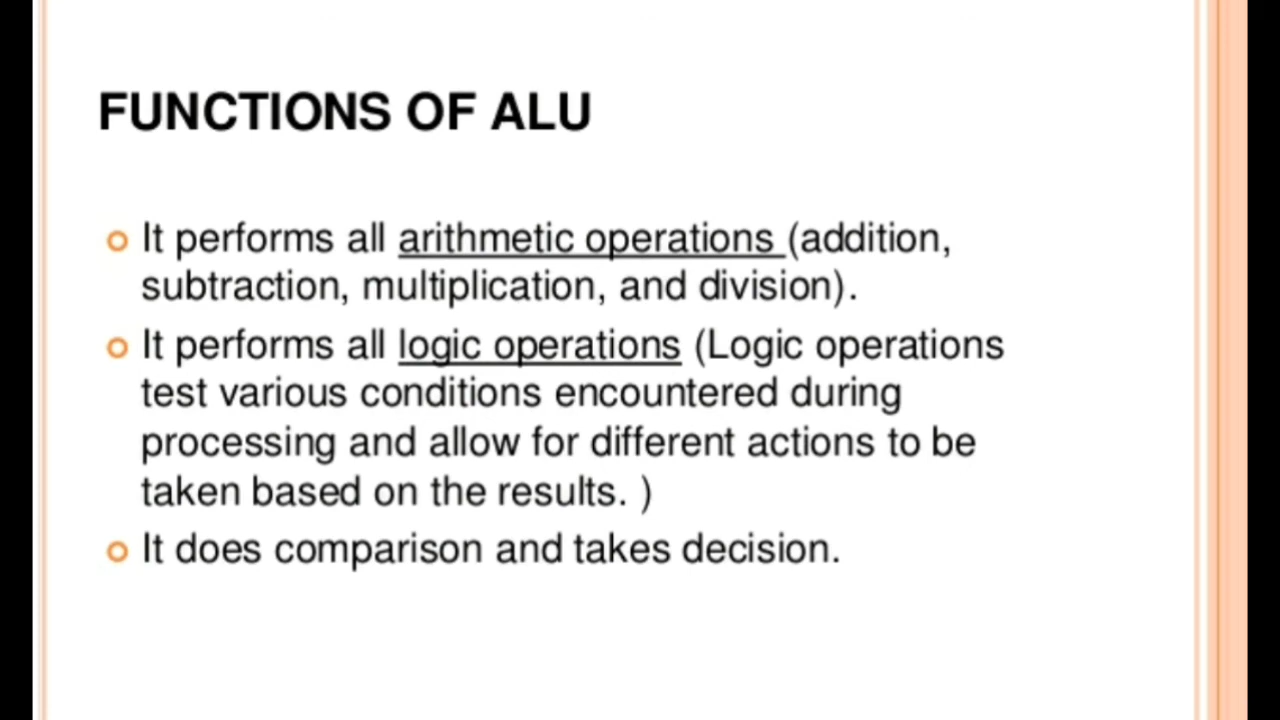 FUNCTIONS OF ALU
It performs all arithmetic operations (addition,
subtraction, multiplication, and division).
It performs all logic operations (Logic operations
test various conditions encountered during
processing and allow for different actions to be
taken based on the results. )
It does comparison and takes decision.